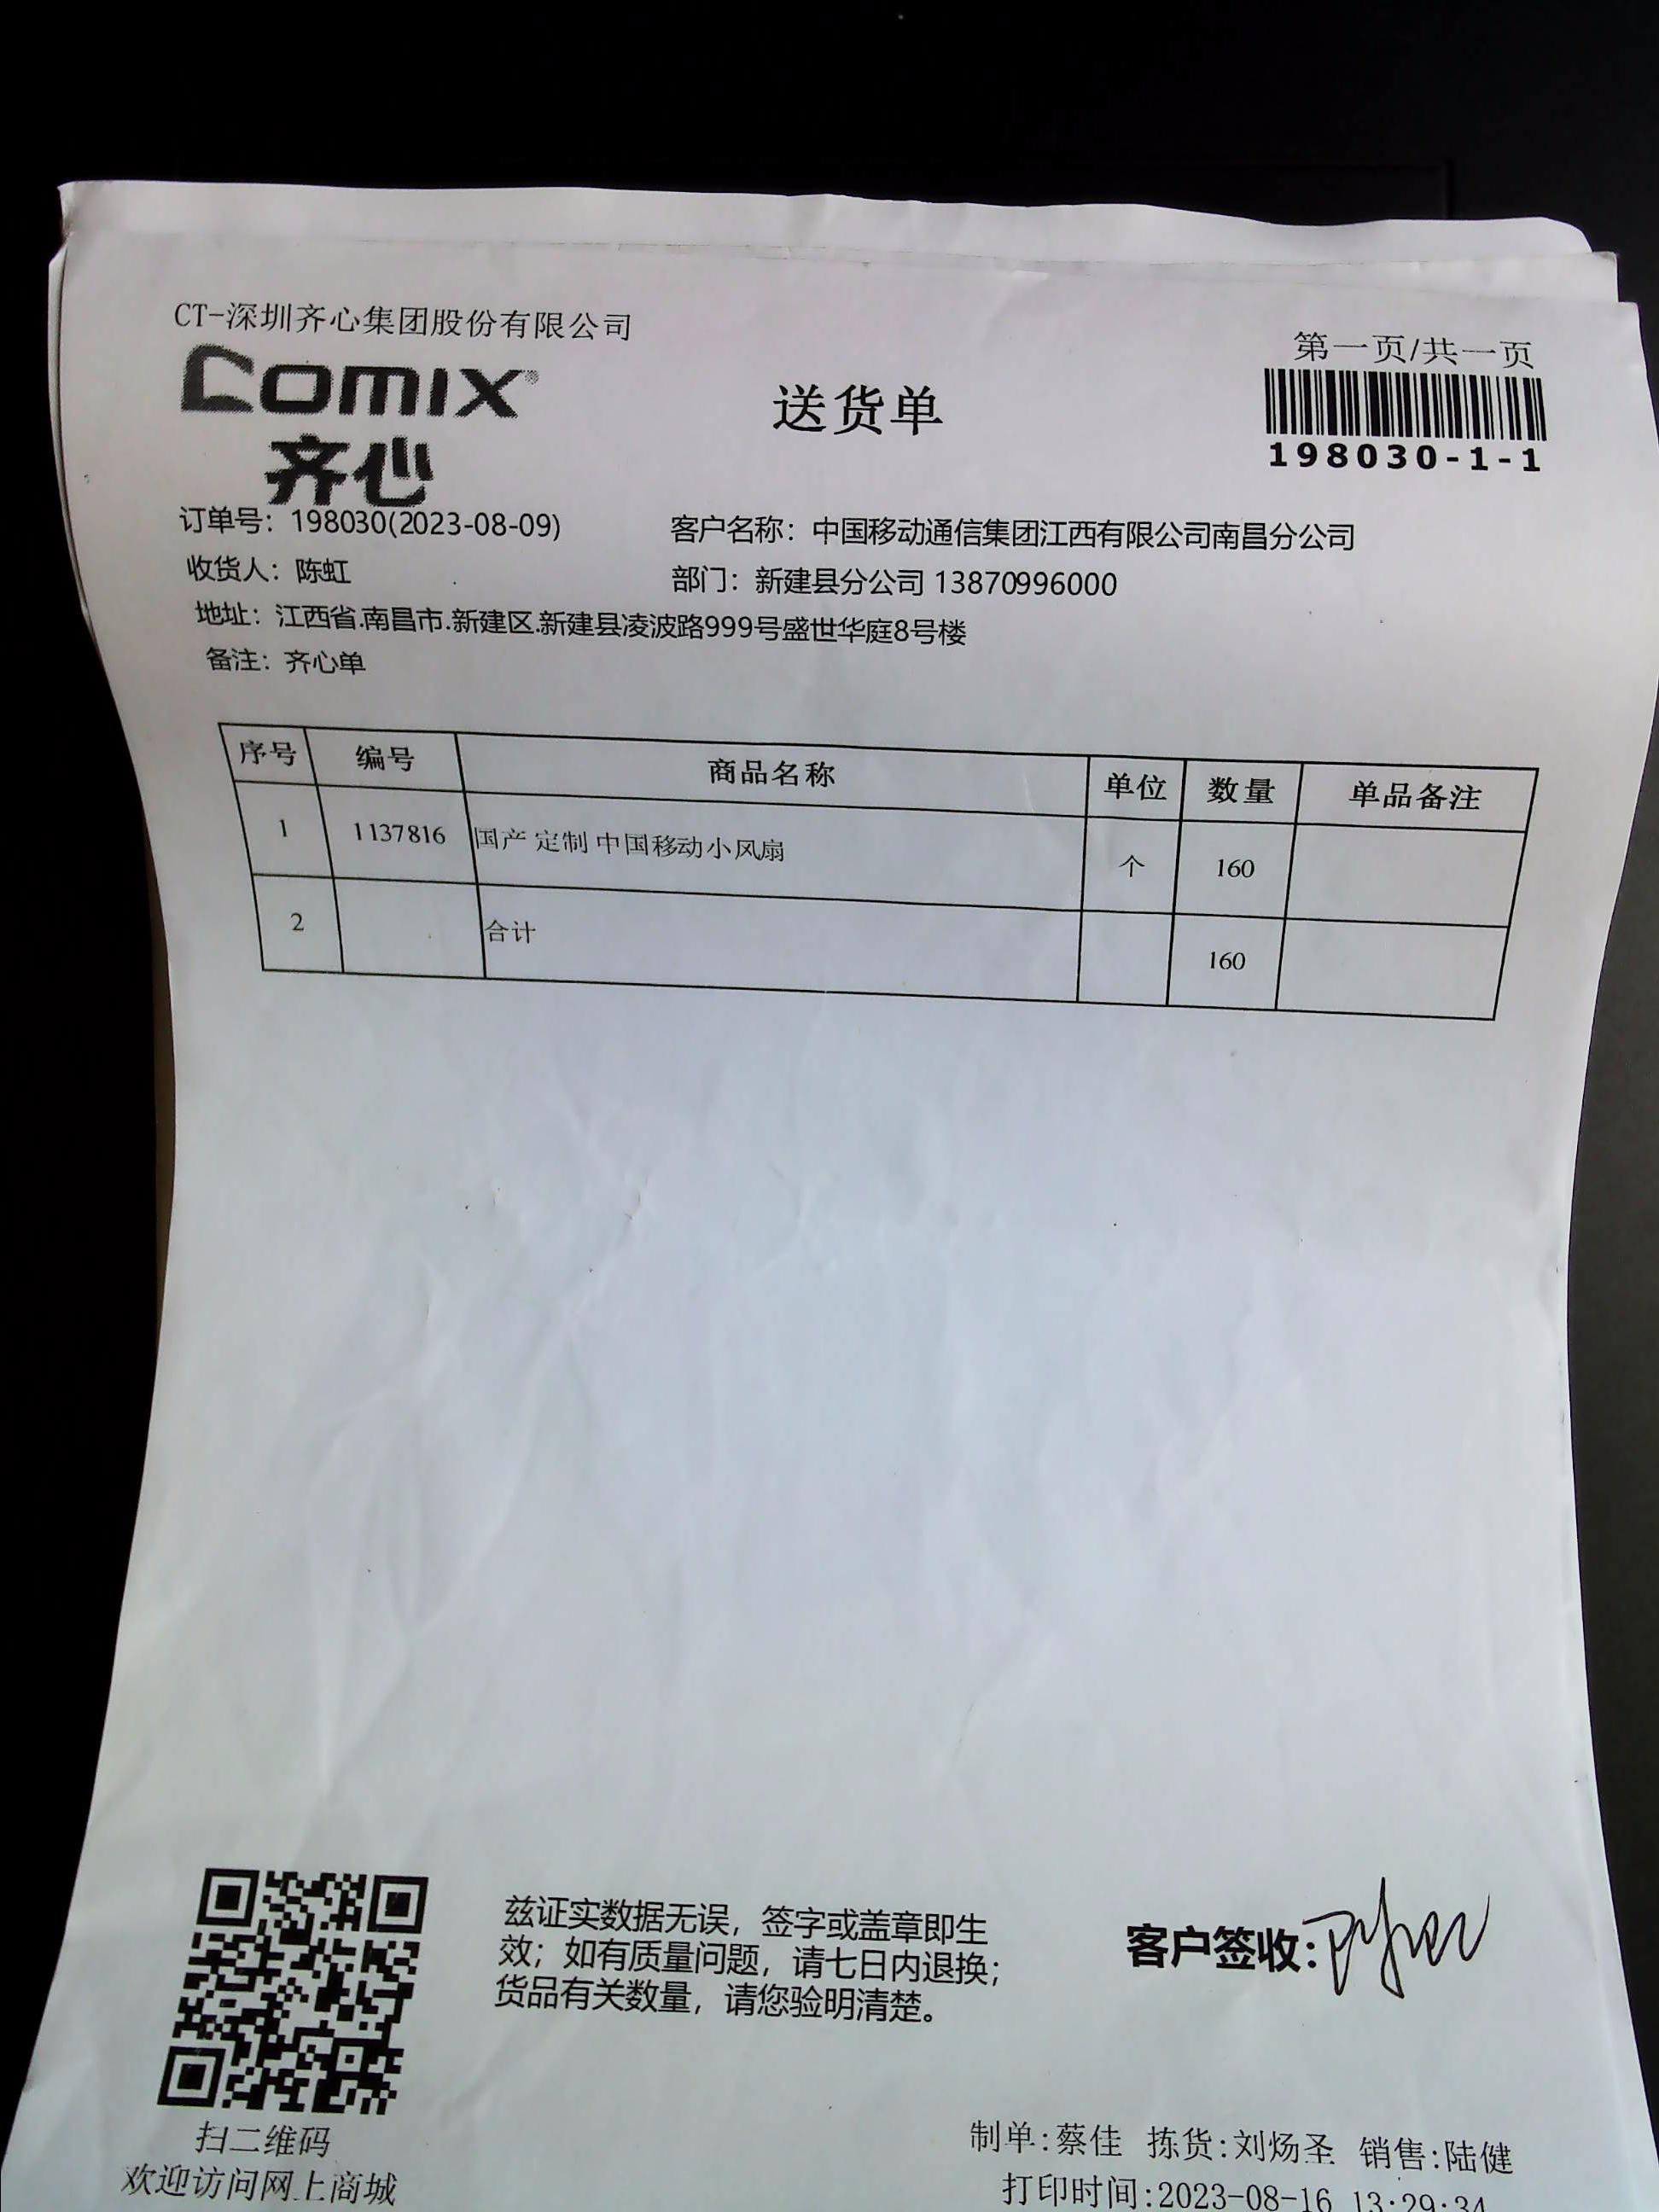 CT-深圳齐心集团股份有限公司
第一页/共一页
COMIX
齐心
送货单
198030-1-1
订单号：198030(2023-08-09)
客户名称：中国移动通信集团江西有限公司南昌分公司
收货人：陈虹
部门：新建县分公司 13870996000
地址：江西省.南昌市.新建区.新建县凌波路999号盛世华庭8号楼
备注：齐心单
序号 编号 商品名称 单位 数量 单品备注
1 1137816 国产 定制 中国移动小风扇 个 160
2 合计 160
兹证实数据无误，签字或盖章即生
效；如有质量问题，请七日内退换；
货品有关数量，请您验明清楚。
客户签收：
扫二维码
欢迎访问网上商城
制单:蔡佳 拣货:刘炀圣 销售:陆健
打印时间:2023-08-16 13:29:34